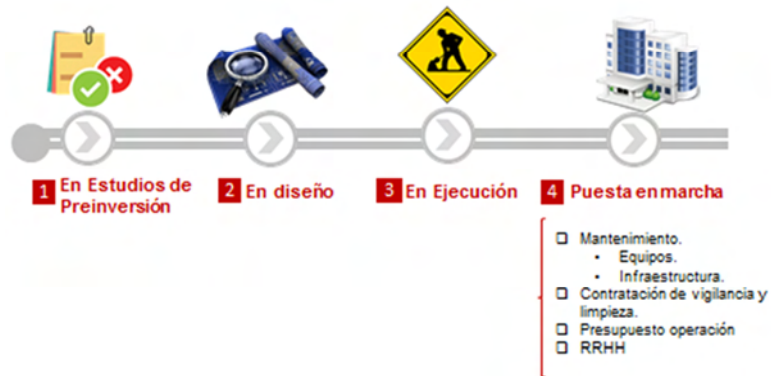 1 En Estudios de
Preinversión
2 En diseño
3 En Ejecución
4 Puesta en marcha
❑ Mantenimiento.
• Equipos.
• Infraestructura.
❑ Contratación de vigilancia y
limpieza.
❑ Presupuesto operación
❑ RRHH